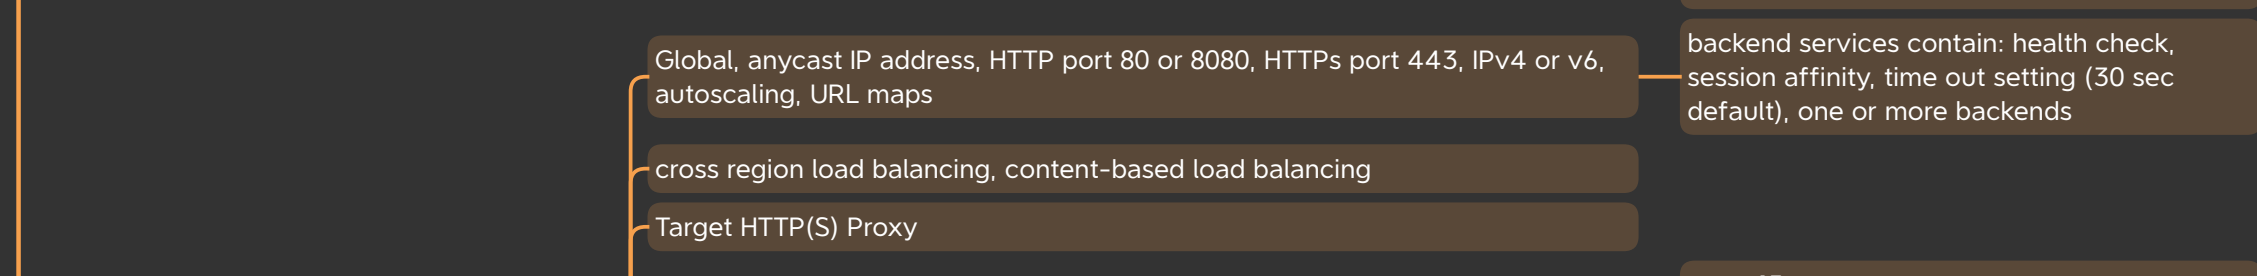 Global, anycast IP address, HTTP port 80 or 8080, HTTPs port 443, IPv4 or v6,
autoscaling, URL maps
backend services contain: health check,
session affinity, time out setting (30 sec
default), one or more backends
cross region load balancing, content-based load balancing
Target HTTP(S) Proxy